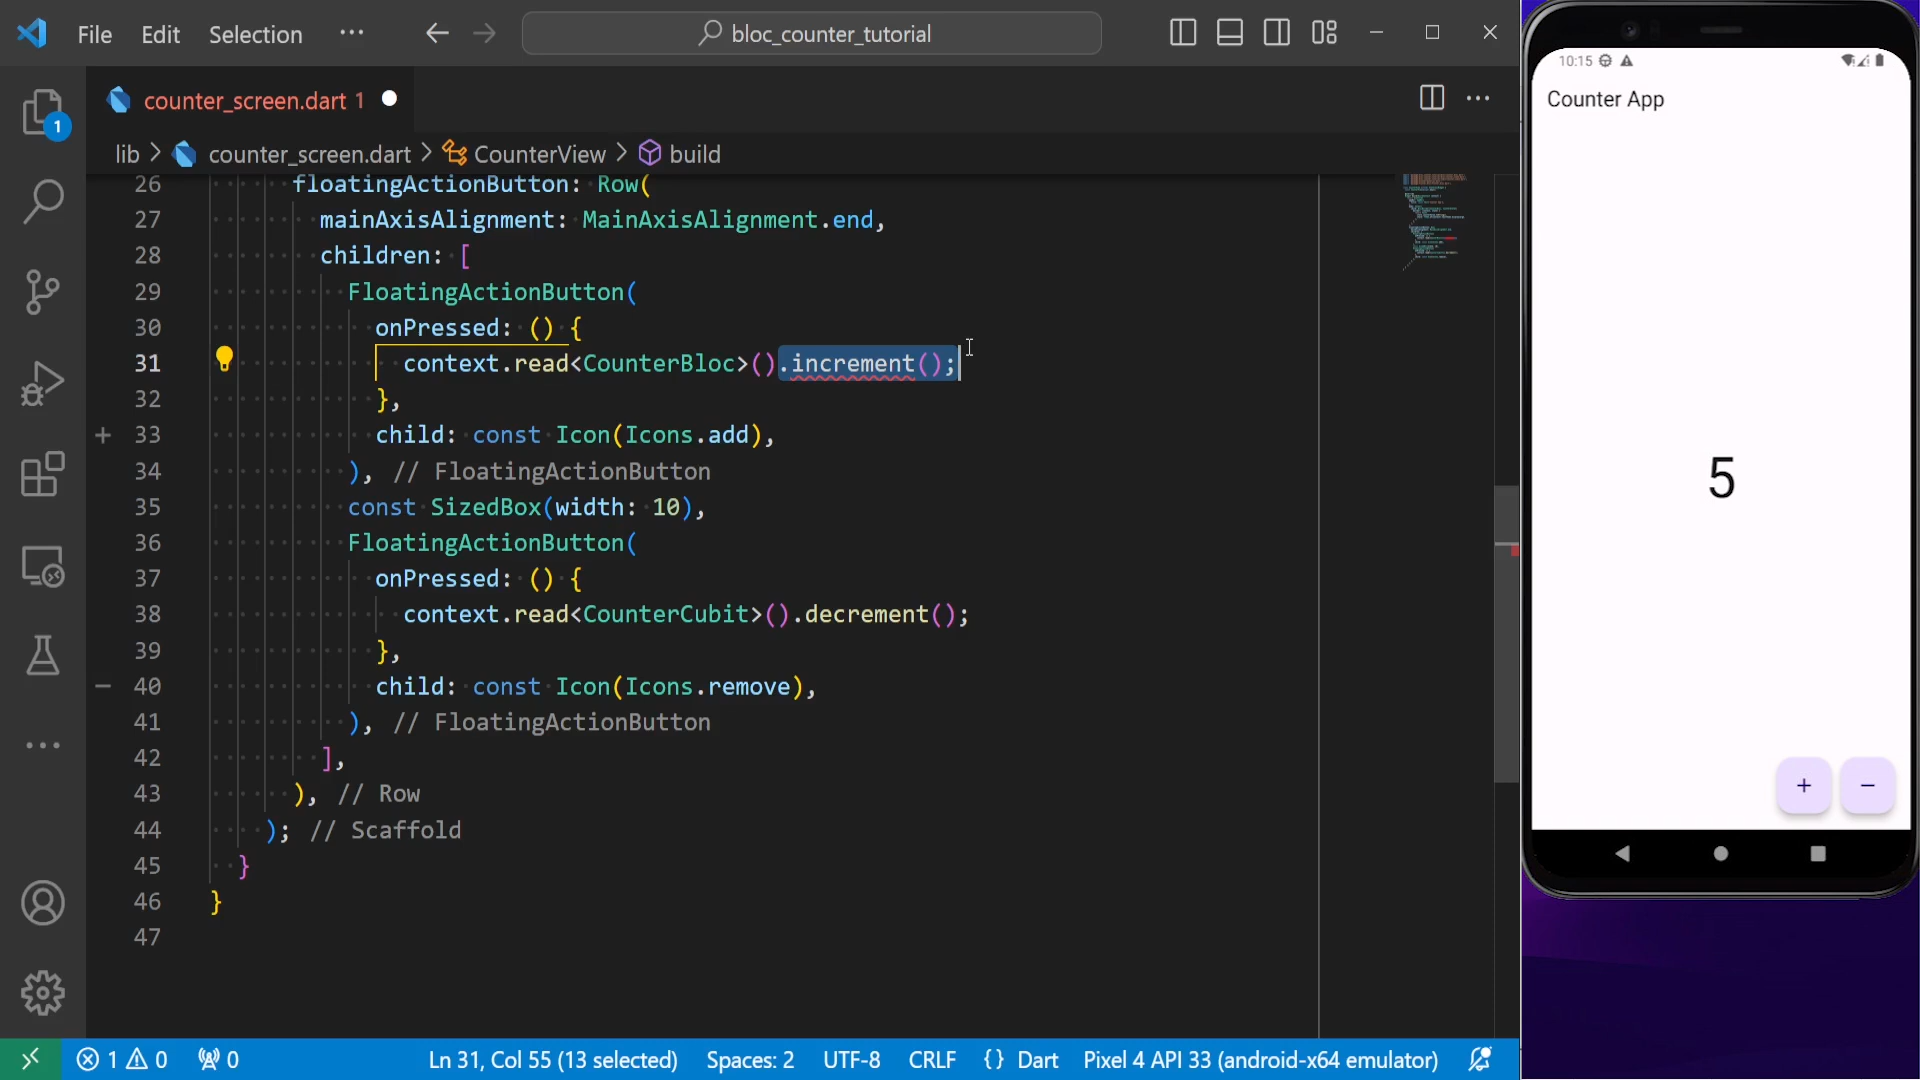 File Edit Selection ··· bloc_counter_tutorial
counter_screen.dart 1
lib > counter_screen.dart > CounterView > build
26 floatingActionButton: Row(
27 mainAxisAlignment: MainAxisAlignment.end,
28 children: [
29 FloatingActionButton(
30 onPressed: () {
31 context.read<CounterBloc>().increment();
32 },
33 child: const Icon(Icons.add),
34 ), // FloatingActionButton
35 const SizedBox(width: 10),
36 FloatingActionButton(
37 onPressed: () {
38 context.read<CounterCubit>().decrement();
39 },
40 child: const Icon(Icons.remove),
41 ), // FloatingActionButton
42 ],
43 ), // Row
44 ); // Scaffold
45 }
46 }
47
1
1 0 0 Ln 31, Col 55 (13 selected) Spaces: 2 UTF-8 CRLF {} Dart Pixel 4 API 33 (android-x64 emulator)
10:15
Counter App
5
+ −